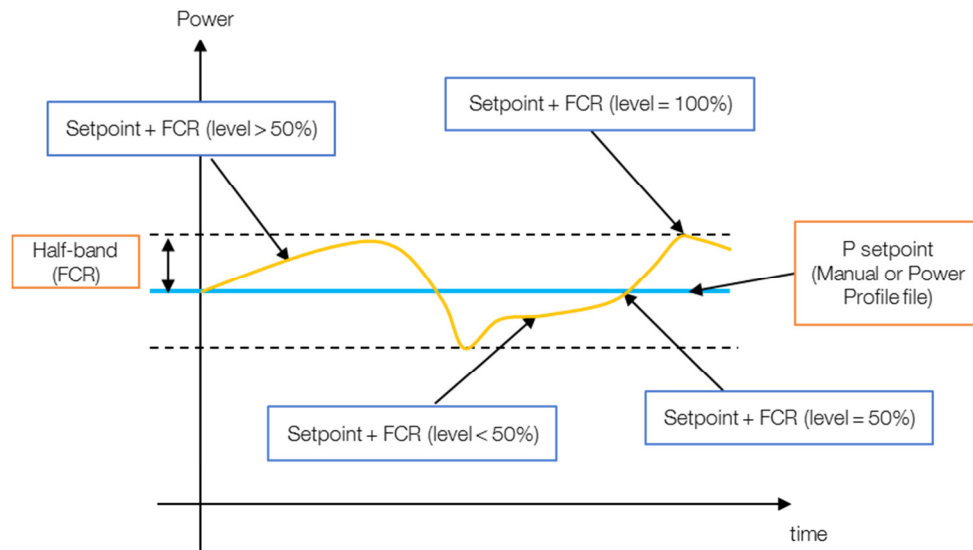 Power
Setpoint + FCR (level > 50%)
Setpoint + FCR (level = 100%)
Half-band
(FCR)
P setpoint
(Manual or Power
Profile file)
Setpoint + FCR (level < 50%)
Setpoint + FCR (level = 50%)
time